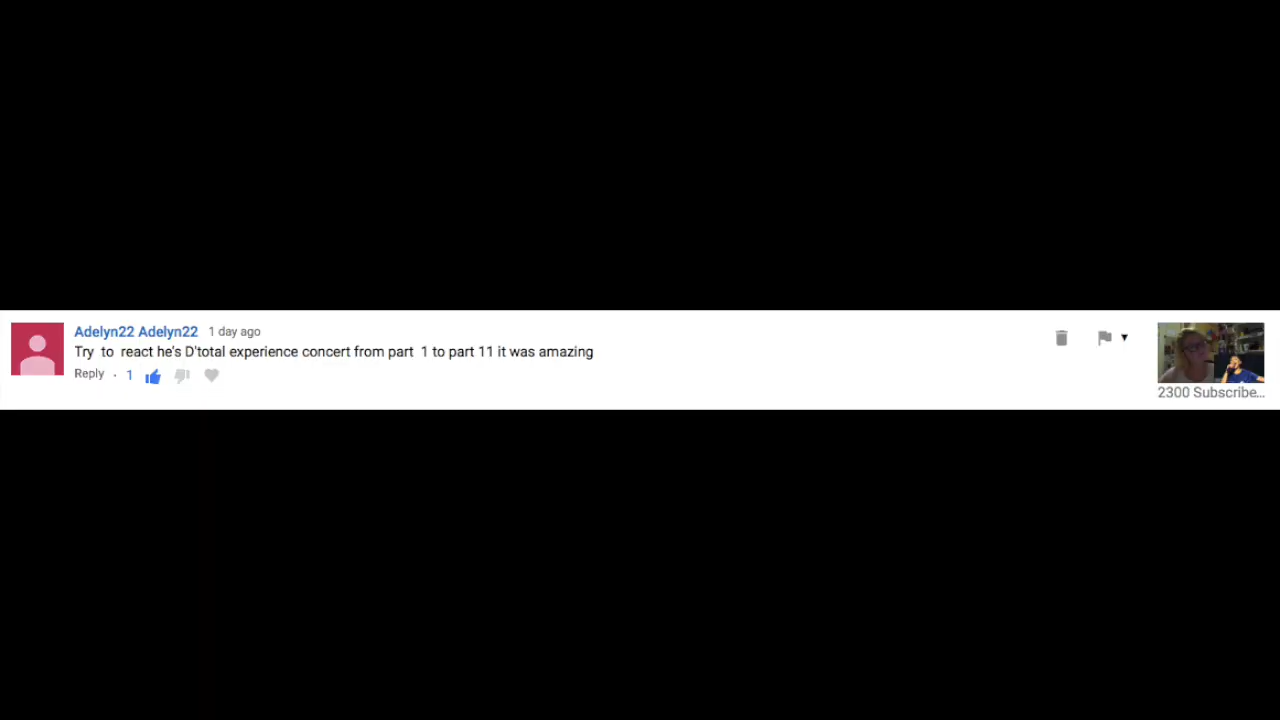 Adelyn22 Adelyn22 1 day ago
Try to react he's D'total experience concert from part 1 to part 11 it was amazing
Reply · 1
2300 Subscribe...